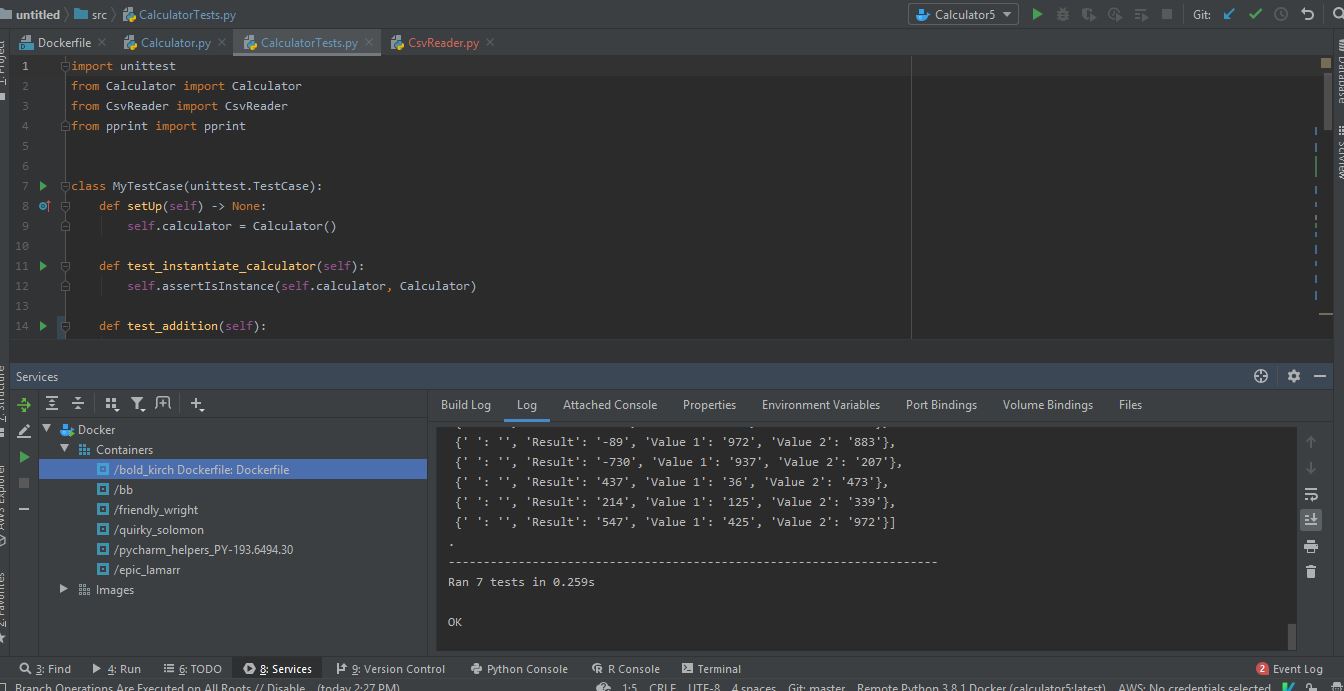 untitled src CalculatorTests.py Calculator5 Git:
Dockerfile Calculator.py CalculatorTests.py CsvReader.py
1 import unittest
2 from Calculator import Calculator
3 from CsvReader import CsvReader
4 from pprint import pprint
5
6
7 class MyTestCase(unittest.TestCase):
8 def setUp(self) -> None:
9 self.calculator = Calculator()
10
11 def test_instantiate_calculator(self):
12 self.assertIsInstance(self.calculator, Calculator)
13
14 def test_addition(self):
Database
SciView
1: Project
Z: Structure
AWS Explorer
2: Favorites
Services
Build Log Log Attached Console Properties Environment Variables Port Bindings Volume Bindings Files
Docker
Containers
/bold_kirch Dockerfile: Dockerfile
/bb
/friendly_wright
/quirky_solomon
/pycharm_helpers_PY-193.6494.30
/epic_lamarr
Images
{' ': '', 'Result': '-89', 'Value 1': '972', 'Value 2': '883'},
{' ': '', 'Result': '-730', 'Value 1': '937', 'Value 2': '207'},
{' ': '', 'Result': '437', 'Value 1': '36', 'Value 2': '473'},
{' ': '', 'Result': '214', 'Value 1': '125', 'Value 2': '339'},
{' ': '', 'Result': '547', 'Value 1': '425', 'Value 2': '972'}]
.
----------------------------------------------------------------------
Ran 7 tests in 0.259s
OK
3: Find 4: Run 6: TODO 8: Services 9: Version Control Python Console R Console Terminal 2 Event Log
Branch Operations Are Executed on All Roots // Disable... (today 2:27 PM) 1:5 CRLF UTF-8 4 spaces Git: master Remote Python 3.8.1 Docker (calculator5:latest) AWS: No credentials selected